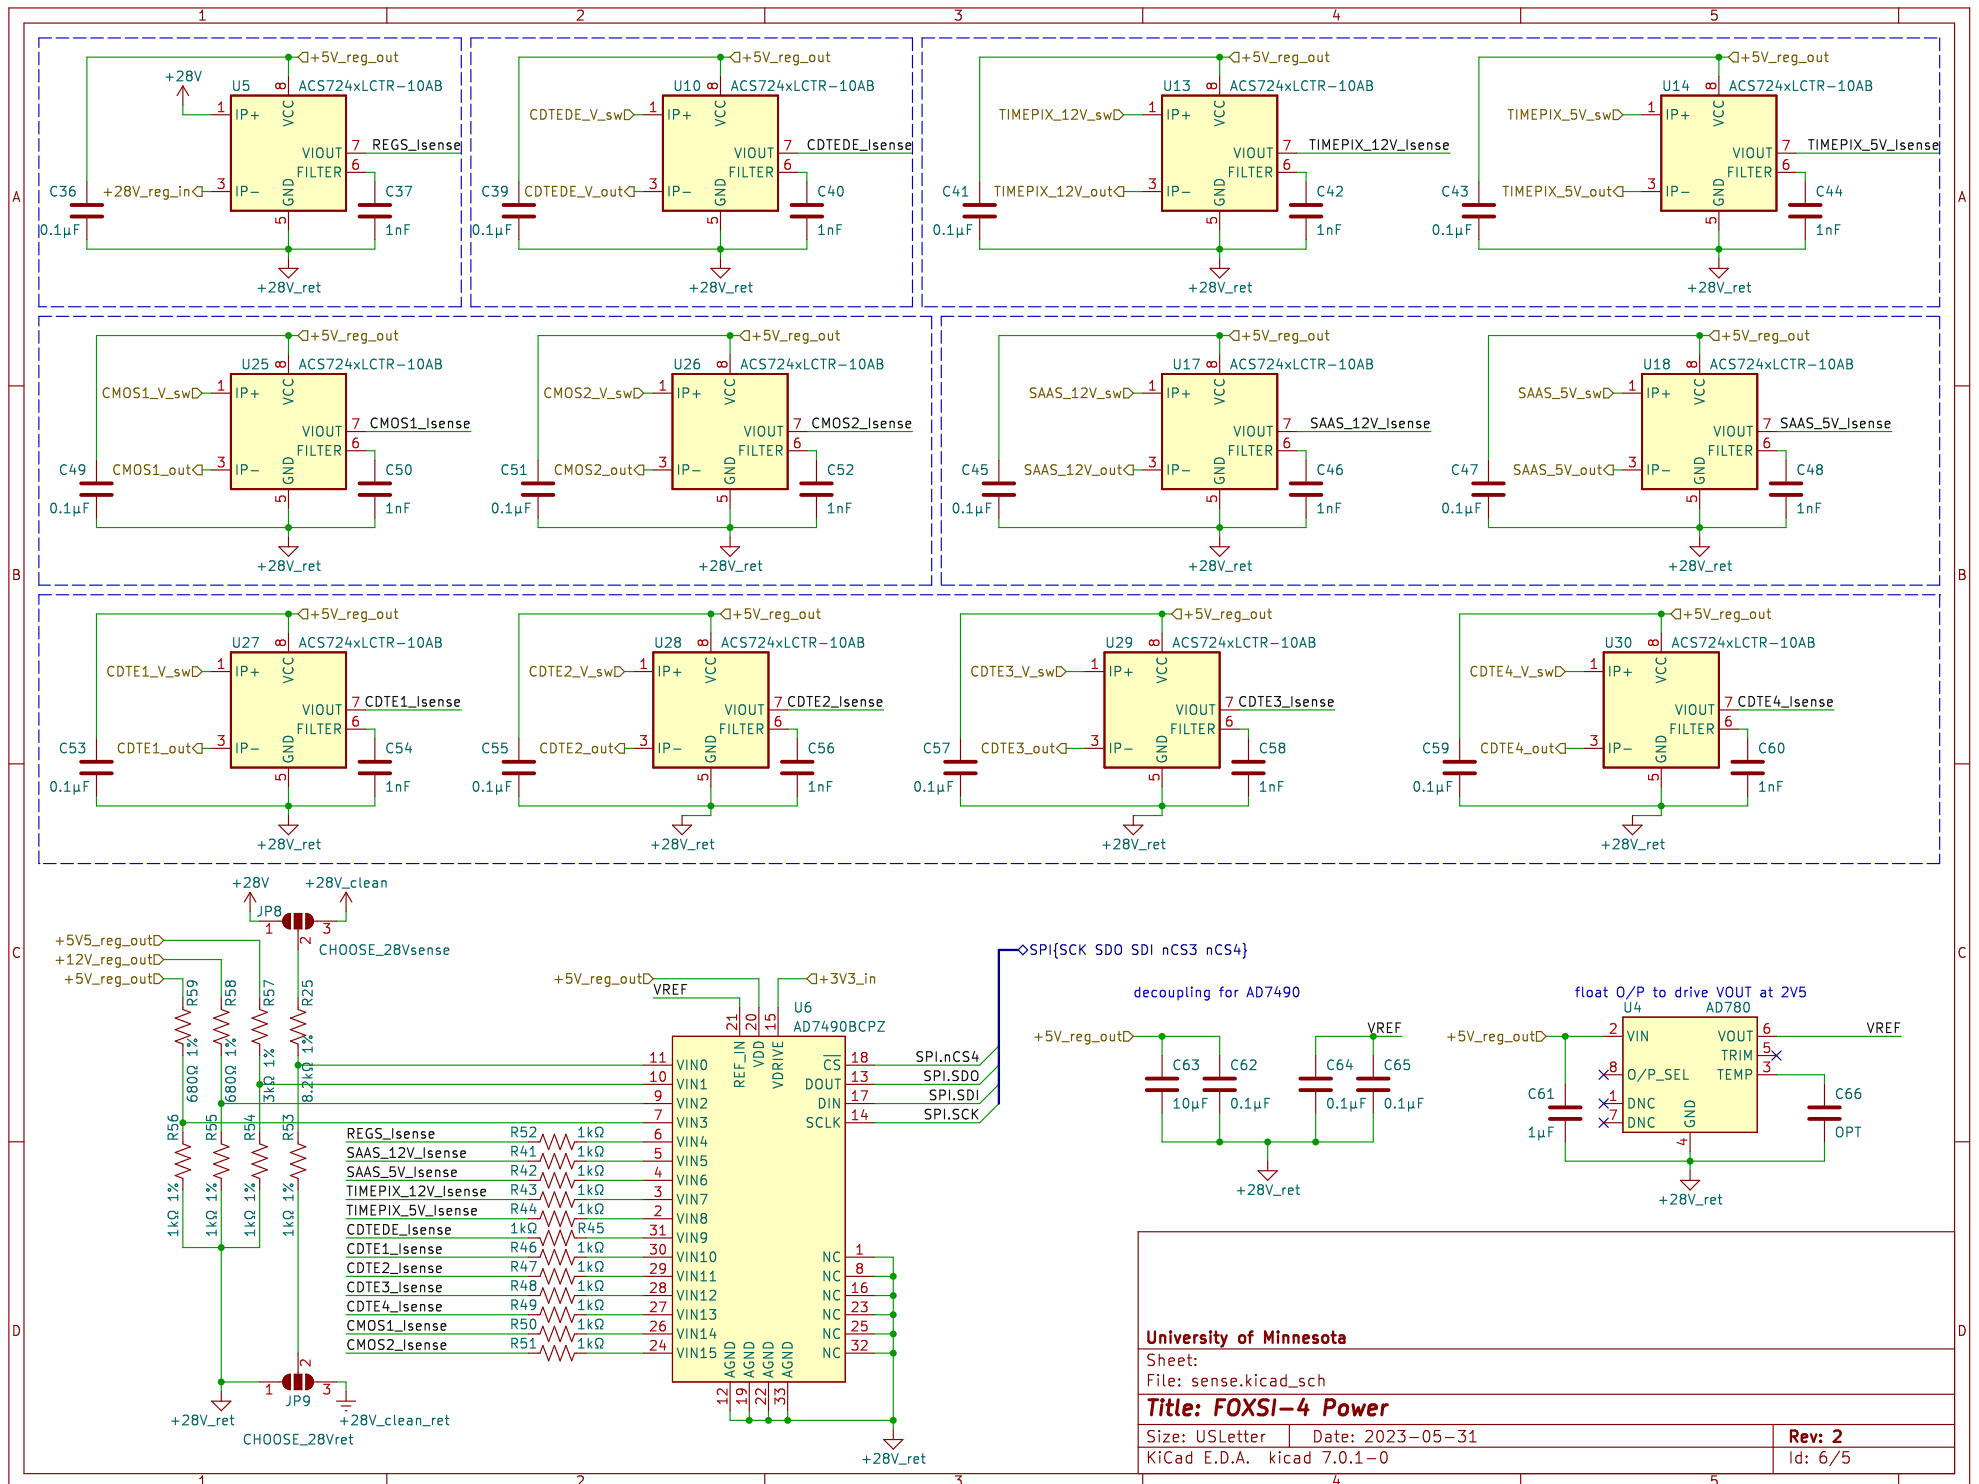 1 2 3 4 5
A
B
C
D
+5V_reg_out
+28V
U5 ACS724xLCTR-10AB
8 VCC
1 IP+
VIOUT 7 REGS_Isense
FILTER 6
+28V_reg_in 3 IP-
GND 5
C36 0.1µF
C37 1nF
+28V_ret
+5V_reg_out
U10 ACS724xLCTR-10AB
8 VCC
CDTEDE_V_sw 1 IP+
VIOUT 7 CDTEDE_Isense
FILTER 6
CDTEDE_V_out 3 IP-
GND 5
C39 0.1µF
C40 1nF
+28V_ret
+5V_reg_out
U13 ACS724xLCTR-10AB
8 VCC
TIMEPIX_12V_sw 1 IP+
VIOUT 7 TIMEPIX_12V_Isense
FILTER 6
TIMEPIX_12V_out 3 IP-
GND 5
C41 0.1µF
C42 1nF
+28V_ret
+5V_reg_out
U14 ACS724xLCTR-10AB
8 VCC
TIMEPIX_5V_sw 1 IP+
VIOUT 7 TIMEPIX_5V_Isense
FILTER 6
TIMEPIX_5V_out 3 IP-
GND 5
C43 0.1µF
C44 1nF
+28V_ret
+5V_reg_out
U25 ACS724xLCTR-10AB
8 VCC
CMOS1_V_sw 1 IP+
VIOUT 7 CMOS1_Isense
FILTER 6
CMOS1_out 3 IP-
GND 5
C49 0.1µF
C50 1nF
+28V_ret
+5V_reg_out
U26 ACS724xLCTR-10AB
8 VCC
CMOS2_V_sw 1 IP+
VIOUT 7 CMOS2_Isense
FILTER 6
CMOS2_out 3 IP-
GND 5
C51 0.1µF
C52 1nF
+28V_ret
+5V_reg_out
U17 ACS724xLCTR-10AB
8 VCC
SAAS_12V_sw 1 IP+
VIOUT 7 SAAS_12V_Isense
FILTER 6
SAAS_12V_out 3 IP-
GND 5
C45 0.1µF
C46 1nF
+28V_ret
+5V_reg_out
U18 ACS724xLCTR-10AB
8 VCC
SAAS_5V_sw 1 IP+
VIOUT 7 SAAS_5V_Isense
FILTER 6
SAAS_5V_out 3 IP-
GND 5
C47 0.1µF
C48 1nF
+28V_ret
+5V_reg_out
U27 ACS724xLCTR-10AB
8 VCC
CDTE1_V_sw 1 IP+
VIOUT 7 CDTE1_Isense
FILTER 6
CDTE1_out 3 IP-
GND 5
C53 0.1µF
C54 1nF
+28V_ret
+5V_reg_out
U28 ACS724xLCTR-10AB
8 VCC
CDTE2_V_sw 1 IP+
VIOUT 7 CDTE2_Isense
FILTER 6
CDTE2_out 3 IP-
GND 5
C55 0.1µF
C56 1nF
+28V_ret
+5V_reg_out
U29 ACS724xLCTR-10AB
8 VCC
CDTE3_V_sw 1 IP+
VIOUT 7 CDTE3_Isense
FILTER 6
CDTE3_out 3 IP-
GND 5
C57 0.1µF
C58 1nF
+28V_ret
+5V_reg_out
U30 ACS724xLCTR-10AB
8 VCC
CDTE4_V_sw 1 IP+
VIOUT 7 CDTE4_Isense
FILTER 6
CDTE4_out 3 IP-
GND 5
C59 0.1µF
C60 1nF
+28V_ret
+28V +28V_clean
JP8
1 2 3
CHOOSE_28Vsense
+5V5_reg_out
+12V_reg_out
+5V_reg_out
R59 680Ω 1%
R58 680Ω 1%
R57 3kΩ 1%
R25 8.2kΩ 1%
R56 1kΩ 1%
R55 1kΩ 1%
R54 1kΩ 1%
R53 1kΩ 1%
1 2 3
JP9
+28V_ret
+28V_clean_ret
CHOOSE_28Vret
+5V_reg_out
+3V3_in
VREF
U6
AD7490BCPZ
21 REF_IN
20 VDD
15 VDRIVE
11 VIN0
10 VIN1
9 VIN2
7 VIN3
REGS_Isense R52 1kΩ 6 VIN4
SAAS_12V_Isense R41 1kΩ 5 VIN5
SAAS_5V_Isense R42 1kΩ 4 VIN6
TIMEPIX_12V_Isense R43 1kΩ 3 VIN7
TIMEPIX_5V_Isense R44 1kΩ 2 VIN8
CDTEDE_Isense 1kΩ R45 31 VIN9
CDTE1_Isense R46 1kΩ 30 VIN10
CDTE2_Isense R47 1kΩ 29 VIN11
CDTE3_Isense R48 1kΩ 28 VIN12
CDTE4_Isense R49 1kΩ 27 VIN13
CMOS1_Isense R50 1kΩ 26 VIN14
CMOS2_Isense R51 1kΩ 24 VIN15
CS 18 SPI.nCS4
DOUT 13 SPI.SDO
DIN 17 SPI.SDI
SCLK 14 SPI.SCK
NC 1
NC 8
NC 16
NC 23
NC 25
NC 32
AGND 12
AGND 19
AGND 22
AGND 33
+28V_ret
SPI{SCK SDO SDI nCS3 nCS4}
decoupling for AD7490
+5V_reg_out
VREF
C63 10µF
C62 0.1µF
C64 0.1µF
C65 0.1µF
+28V_ret
float O/P to drive VOUT at 2V5
U4 AD780
+5V_reg_out 2 VIN
VOUT 6 VREF
TRIM 5
8 O/P_SEL
TEMP 3
1 DNC
7 DNC
GND 4
C61 1µF
C66 OPT
+28V_ret
University of Minnesota
Sheet:
File: sense.kicad_sch
Title: FOXSI-4 Power
Size: USLetter Date: 2023-05-31 Rev: 2
KiCad E.D.A. kicad 7.0.1-0 Id: 6/5
A
B
C
D
1 2 3 4 5